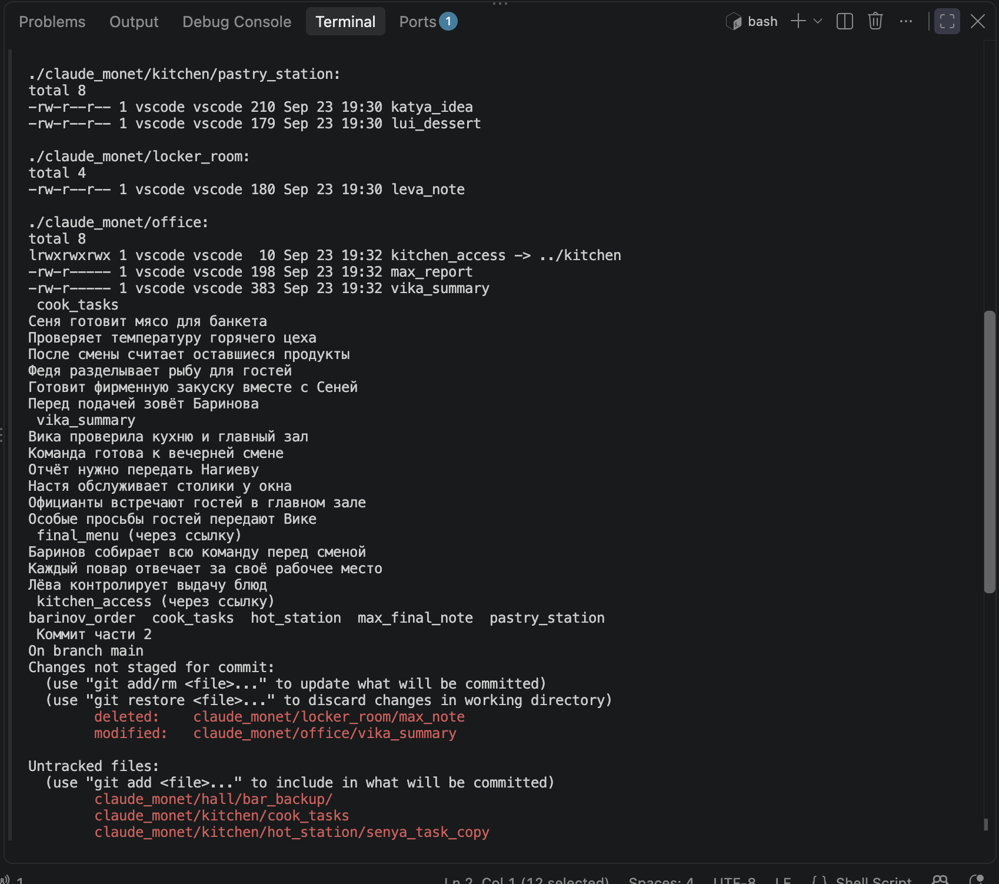 Problems Output Debug Console Terminal Ports 1 bash
./claude_monet/kitchen/pastry_station:
total 8
-rw-r--r-- 1 vscode vscode 210 Sep 23 19:30 katya_idea
-rw-r--r-- 1 vscode vscode 179 Sep 23 19:30 lui_dessert
./claude_monet/locker_room:
total 4
-rw-r--r-- 1 vscode vscode 180 Sep 23 19:30 leva_note
./claude_monet/office:
total 8
lrwxrwxrwx 1 vscode vscode  10 Sep 23 19:32 kitchen_access -> ../kitchen
-rw-r----- 1 vscode vscode 198 Sep 23 19:32 max_report
-rw-r----- 1 vscode vscode 383 Sep 23 19:32 vika_summary
 cook_tasks
Сеня готовит мясо для банкета
Проверяет температуру горячего цеха
После смены считает оставшиеся продукты
Федя разделывает рыбу для гостей
Готовит фирменную закуску вместе с Сеней
Перед подачей зовёт Баринова
 vika_summary
Вика проверила кухню и главный зал
Команда готова к вечерней смене
Отчёт нужно передать Нагиеву
Настя обслуживает столики у окна
Официанты встречают гостей в главном зале
Особые просьбы гостей передают Вике
 final_menu (через ссылку)
Баринов собирает всю команду перед сменой
Каждый повар отвечает за своё рабочее место
Лёва контролирует выдачу блюд
 kitchen_access (через ссылку)
barinov_order  cook_tasks  hot_station  max_final_note  pastry_station
 Коммит части 2
On branch main
Changes not staged for commit:
  (use "git add/rm <file>..." to update what will be committed)
  (use "git restore <file>..." to discard changes in working directory)
        deleted:    claude_monet/locker_room/max_note
        modified:   claude_monet/office/vika_summary
Untracked files:
  (use "git add <file>..." to include in what will be committed)
        claude_monet/hall/bar_backup/
        claude_monet/kitchen/cook_tasks
        claude_monet/kitchen/hot_station/senya_task_copy
1 Ln 2, Col 1 (12 selected) Spaces: 4 UTF-8 LF {} Shell Script